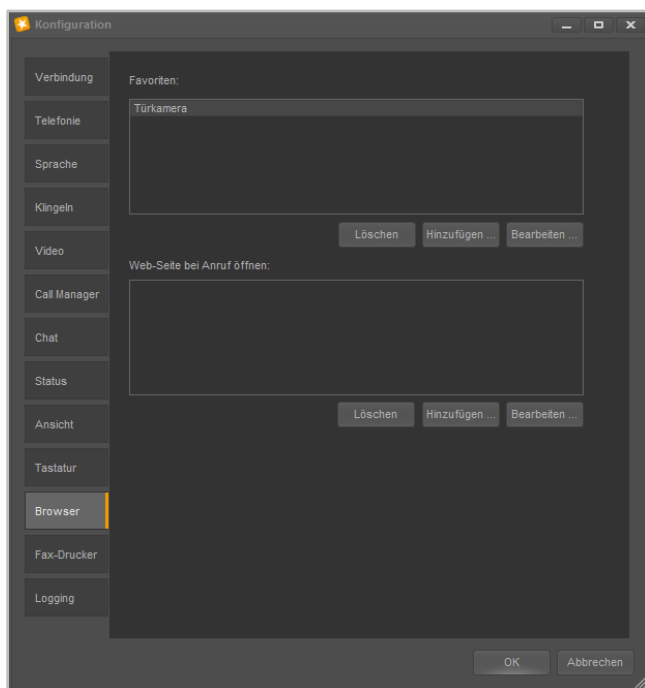 Konfiguration
Verbindung
Telefonie
Sprache
Klingeln
Video
Call Manager
Chat
Status
Ansicht
Tastatur
Browser
Fax-Drucker
Logging
Favoriten:
Türkamera
Löschen Hinzufügen ... Bearbeiten ...
Web-Seite bei Anruf öffnen:
Löschen Hinzufügen ... Bearbeiten ...
OK Abbrechen